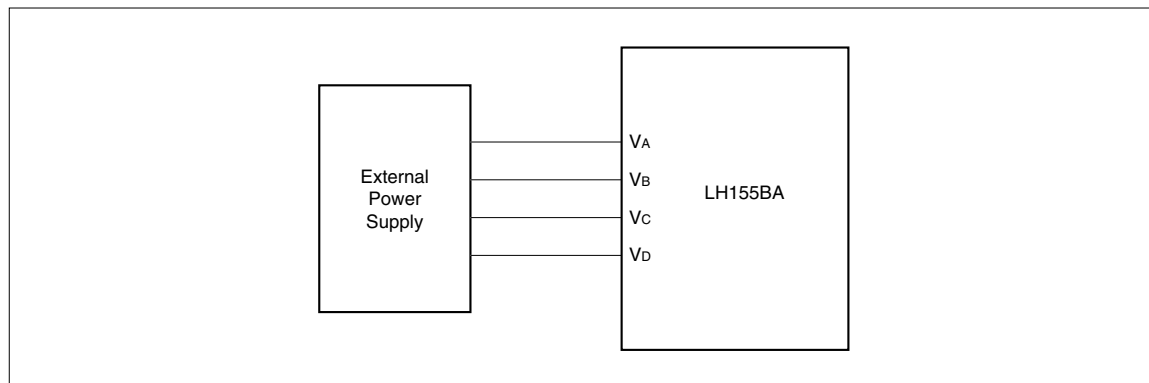 External
Power
Supply
VA
VB
VC
VD
LH155BA